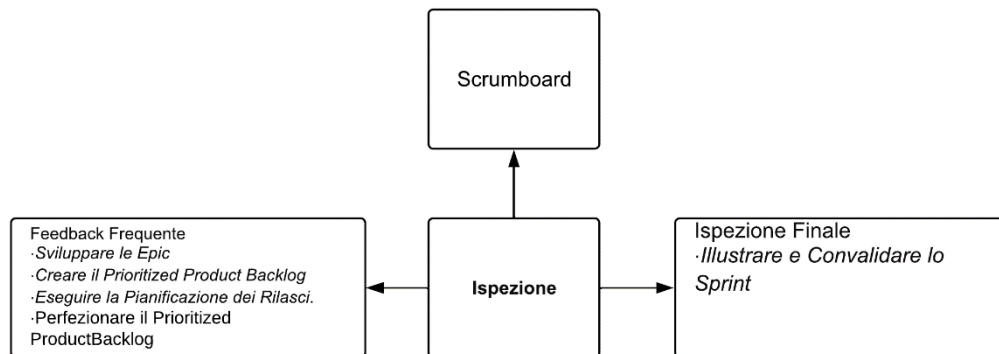 Scrumboard
Feedback Frequente
·Sviluppare le Epic
·Creare il Prioritized Product Backlog
·Eseguire la Pianificazione dei Rilasci.
·Perfezionare il Prioritized
ProductBacklog
Ispezione
Ispezione Finale
·Illustrare e Convalidare lo
Sprint